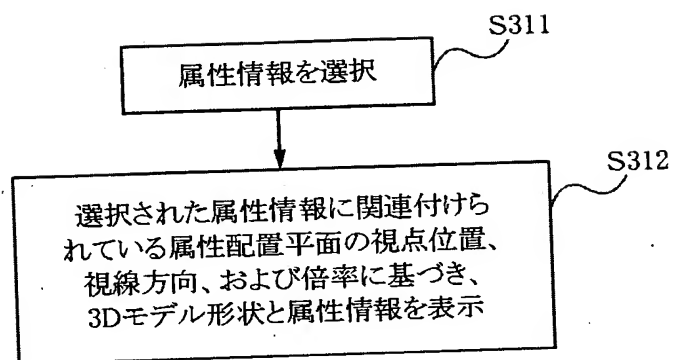 S311
属性情報を選択
S312
選択された属性情報に関連付けら
れている属性配置平面の視点位置、
視線方向、および倍率に基づき、
3Dモデル形状と属性情報を表示